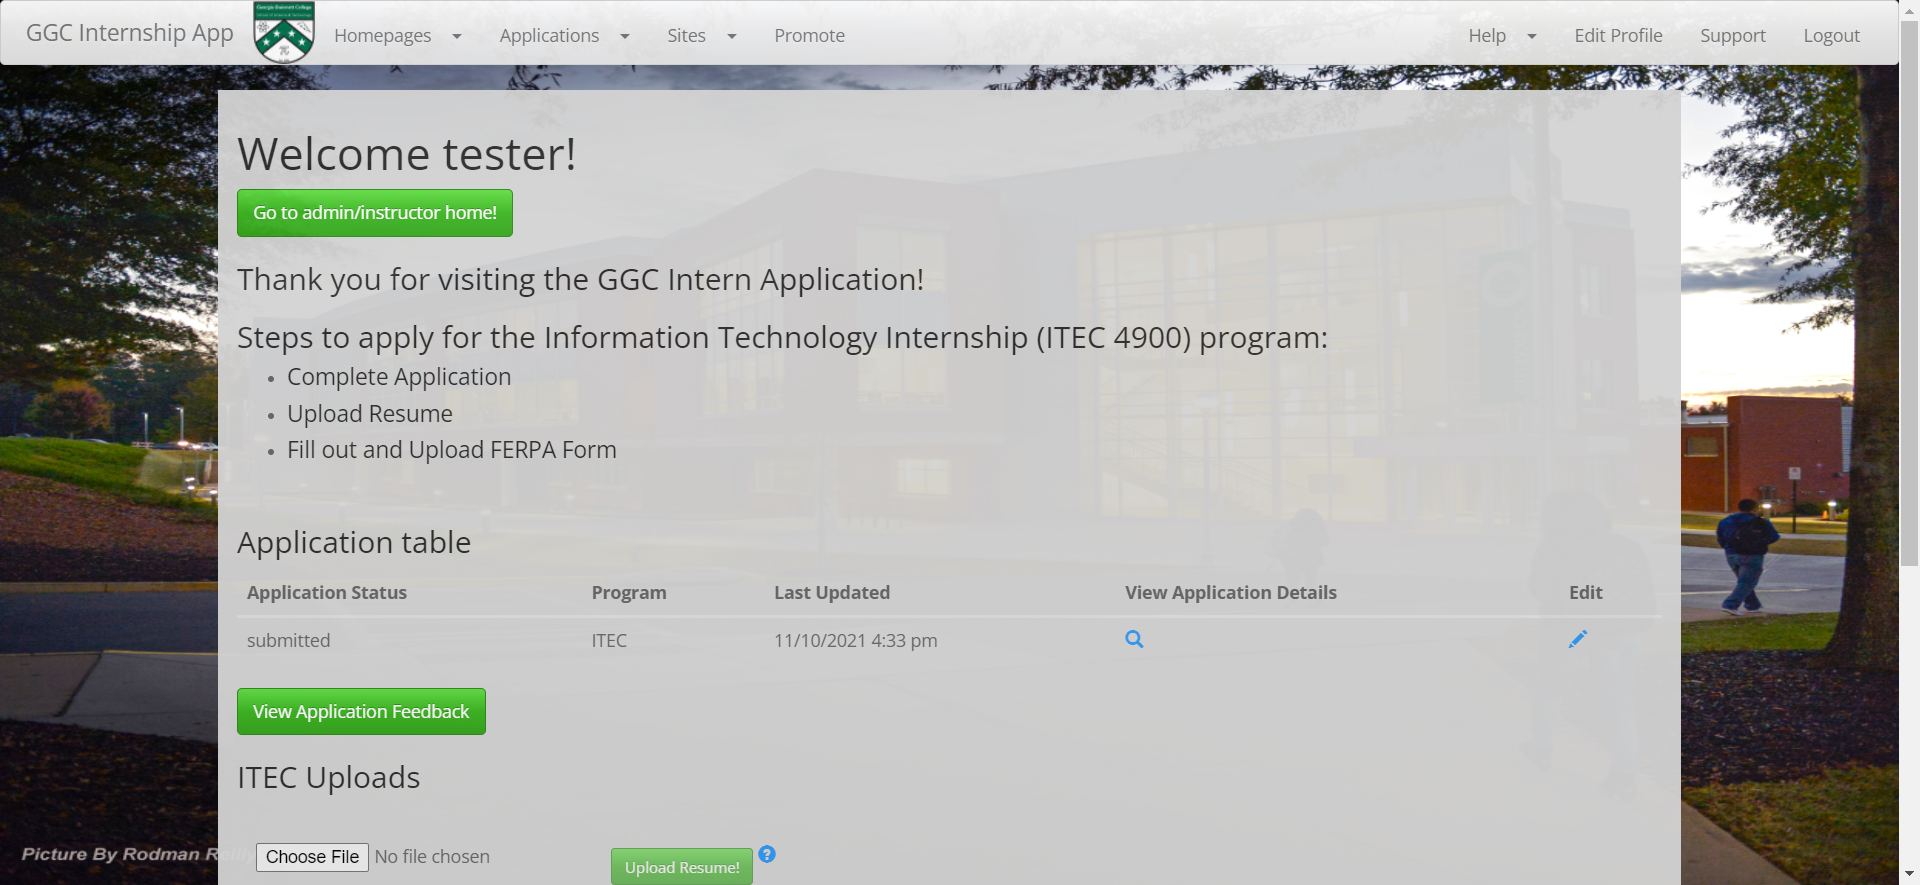 GGC Internship App
Georgia Gwinnett College
Homepages
Applications
Sites
Promote
Help
Edit Profile
Support
Logout
Welcome tester!
Go to admin/instructor home!
Thank you for visiting the GGC Intern Application!
Steps to apply for the Information Technology Internship (ITEC 4900) program:
Complete Application
Upload Resume
Fill out and Upload FERPA Form
Application table
Application Status Program Last Updated View Application Details Edit
submitted ITEC 11/10/2021 4:33 pm
View Application Feedback
ITEC Uploads
Picture By Rodman Reilly
Choose File No file chosen
Upload Resume!